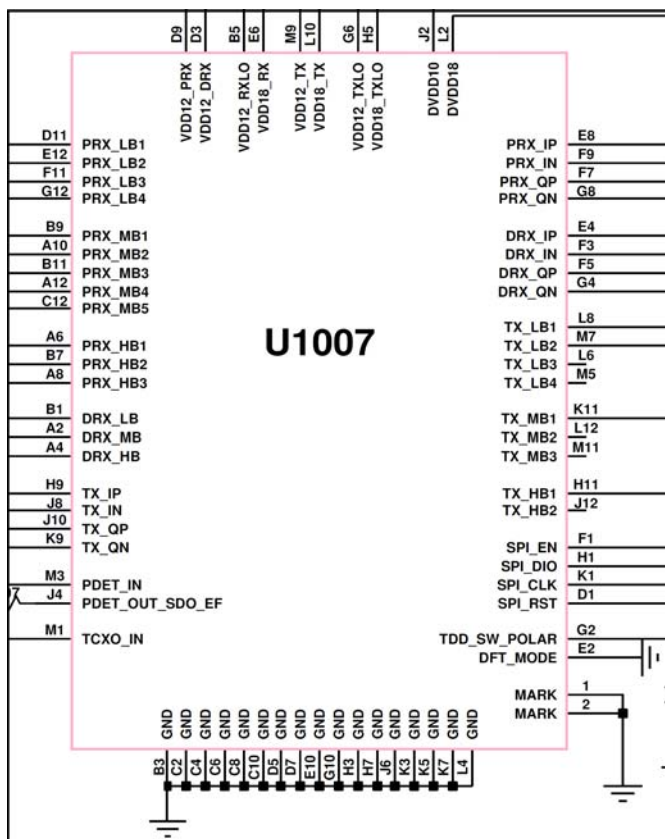 D9 D3 B5 E6 M9 L10 G6 H5 J2 L2
VDD12_PRX VDD12_DRX VDD12_RXLO VDD18_RX VDD12_TX VDD18_TX VDD12_TXLO VDD18_TXLO DVDD10 DVDD18
D11 PRX_LB1 PRX_IP E8
E12 PRX_LB2 PRX_IN F9
F11 PRX_LB3 PRX_QP F7
G12 PRX_LB4 PRX_QN G8
B9 PRX_MB1 DRX_IP E4
A10 PRX_MB2 DRX_IN F3
B11 PRX_MB3 DRX_QP F5
A12 PRX_MB4 DRX_QN G4
C12 PRX_MB5
TX_LB1 L8
A6 PRX_HB1 TX_LB2 M7
B7 PRX_HB2 TX_LB3 L6
A8 PRX_HB3 TX_LB4 M5
U1007
B1 DRX_LB TX_MB1 K11
A2 DRX_MB TX_MB2 L12
A4 DRX_HB TX_MB3 M11
H9 TX_IP TX_HB1 H11
J8 TX_IN TX_HB2 J12
J10 TX_QP
K9 TX_QN SPI_EN F1
SPI_DIO H1
M3 PDET_IN SPI_CLK K1
J4 PDET_OUT_SDO_EF SPI_RST D1
M1 TCXO_IN TDD_SW_POLAR G2
DFT_MODE E2
MARK 1
MARK 2
GND GND GND GND GND GND GND GND GND GND GND GND GND GND GND GND GND
B3 C2 C4 C6 C8 C10 D5 D7 E10 G10 H3 H7 J6 K3 K5 K7 L4